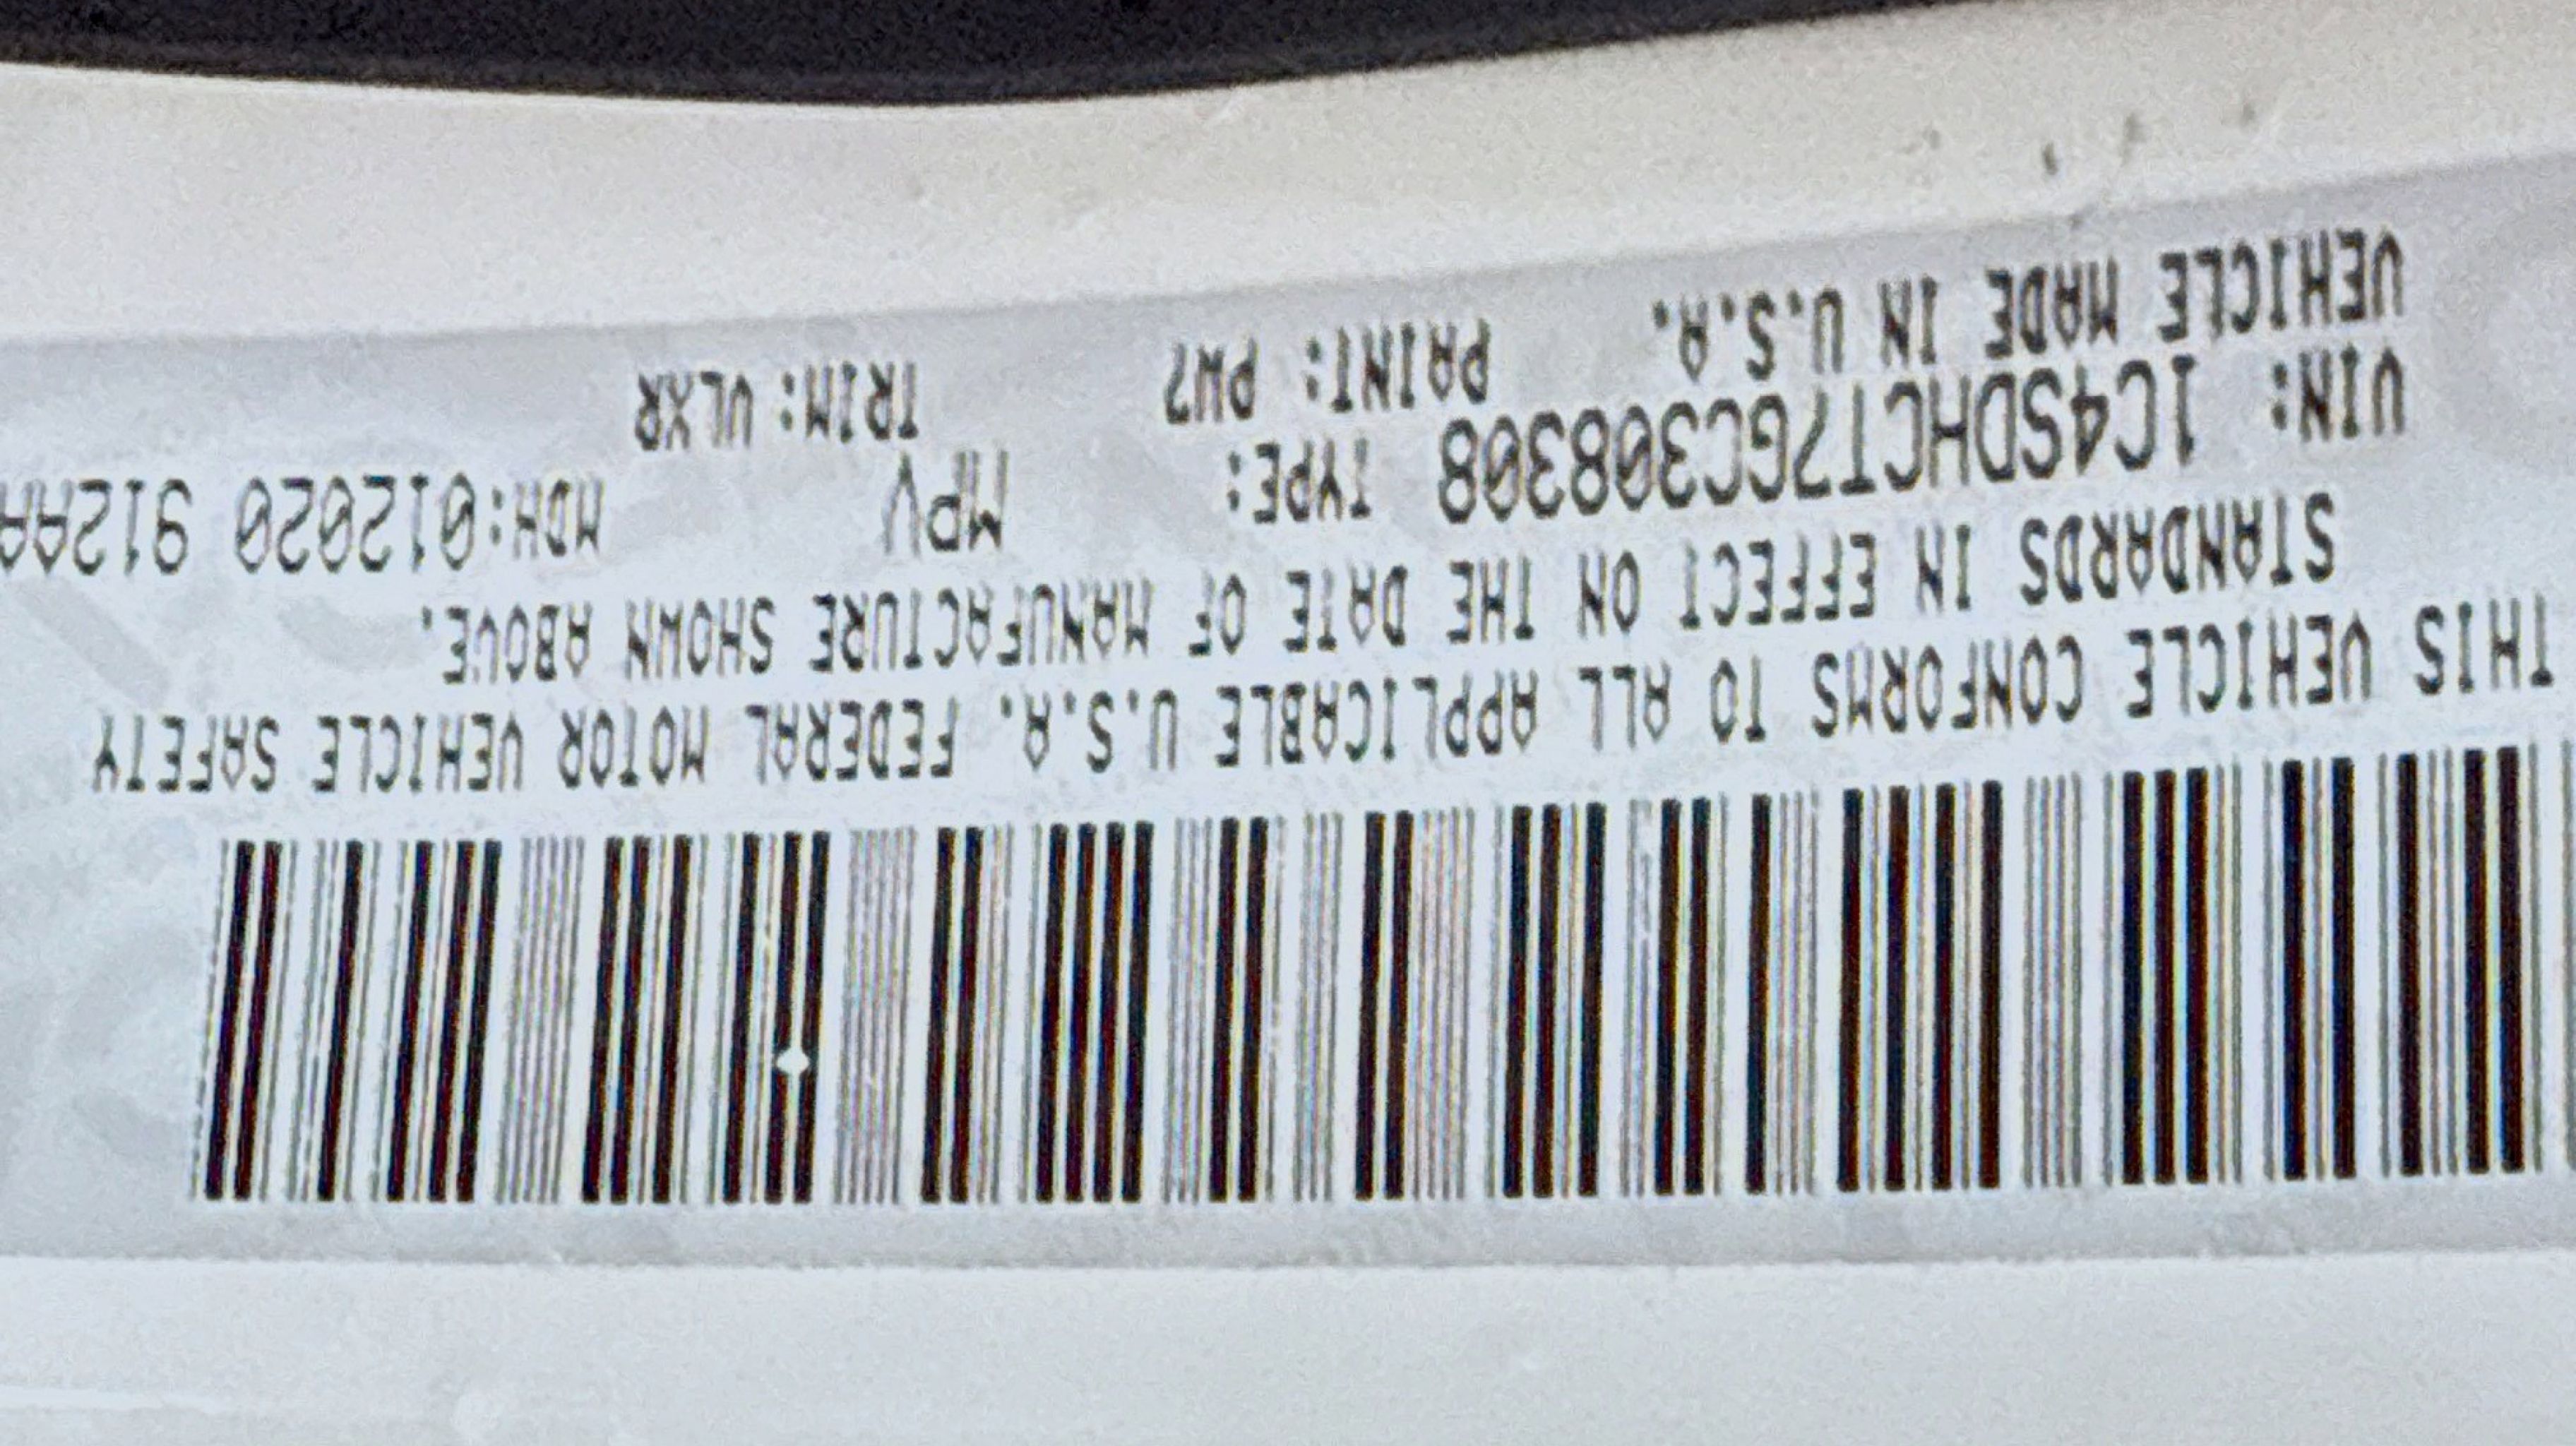 THIS VEHICLE CONFORMS TO ALL APPLICABLE U.S.A. FEDERAL MOTOR VEHICLE SAFETY
STANDARDS IN EFFECT ON THE DATE OF MANUFACTURE SHOWN ABOVE.
VIN: 1C4SDHCT7GC308308 TYPE: MPV MDH:012020 912AA
VEHICLE MADE IN U.S.A. PAINT: PW7 TRIM: VLXR